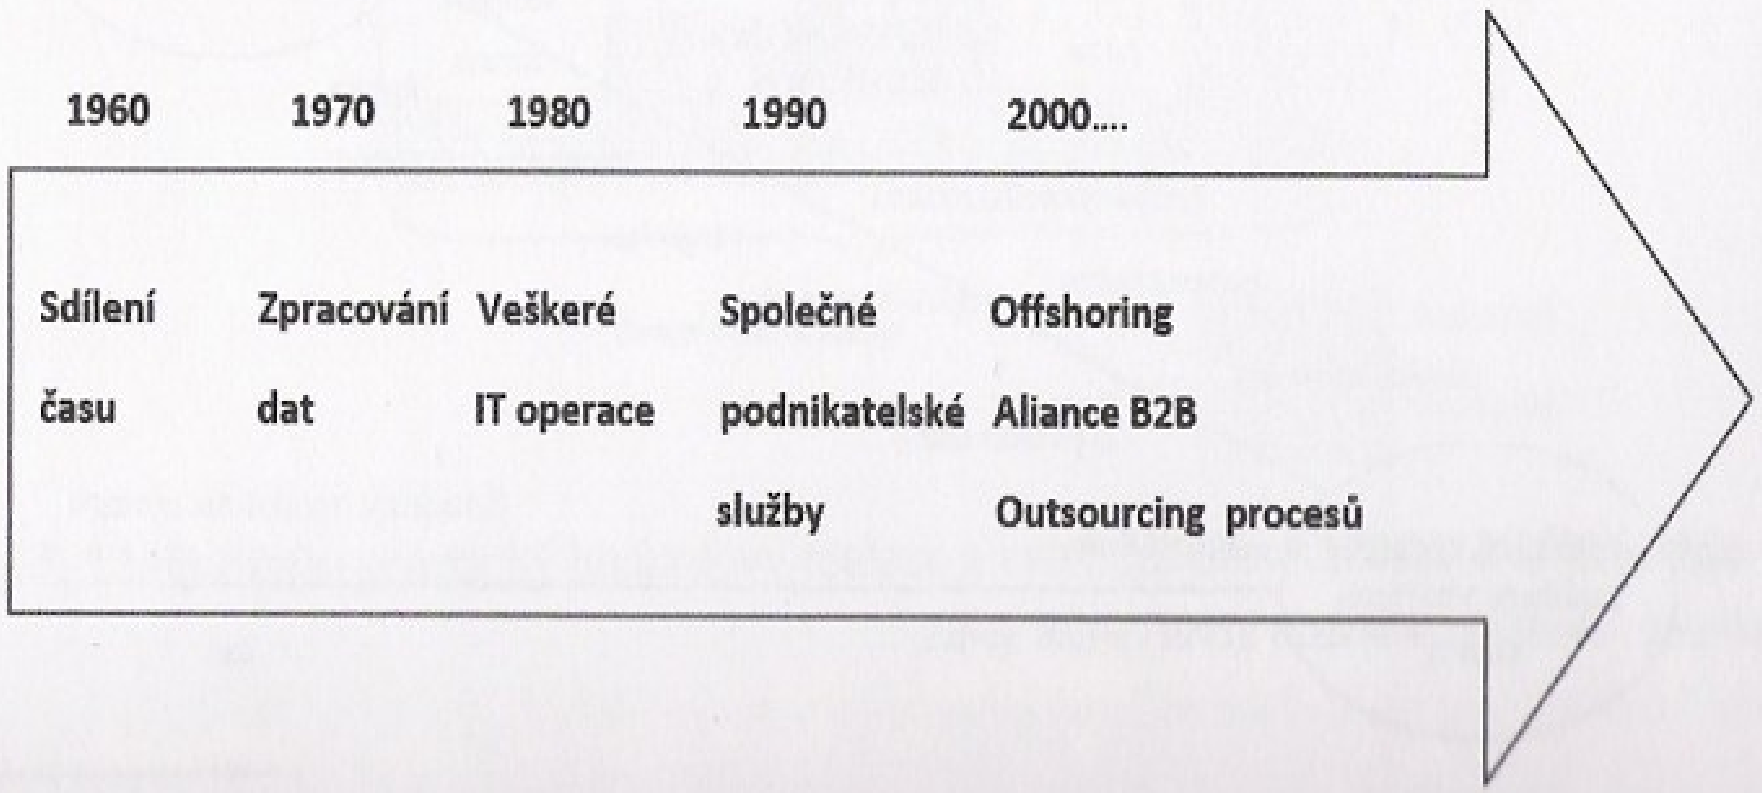 1960 1970 1980 1990 2000....
Sdílení Zpracování Veškeré Společné Offshoring
času dat IT operace podnikatelské Aliance B2B
služby Outsourcing procesů